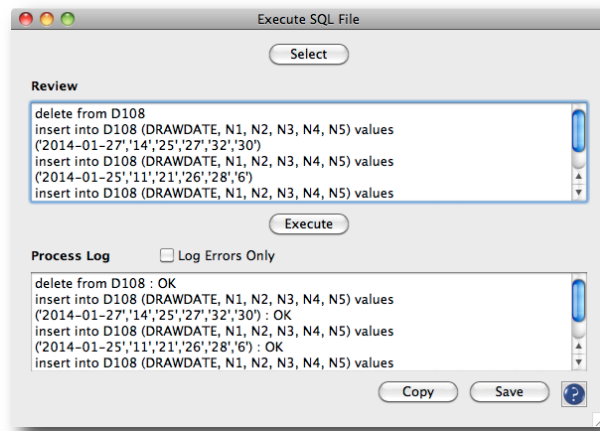 Execute SQL File
Select
Review
delete from D108
insert into D108 (DRAWDATE, N1, N2, N3, N4, N5) values
('2014-01-27','14','25','27','32','30')
insert into D108 (DRAWDATE, N1, N2, N3, N4, N5) values
('2014-01-25','11','21','26','28','6')
insert into D108 (DRAWDATE, N1, N2, N3, N4, N5) values
Execute
Process Log Log Errors Only
delete from D108 : OK
insert into D108 (DRAWDATE, N1, N2, N3, N4, N5) values
('2014-01-27','14','25','27','32','30') : OK
insert into D108 (DRAWDATE, N1, N2, N3, N4, N5) values
('2014-01-25','11','21','26','28','6') : OK
insert into D108 (DRAWDATE, N1, N2, N3, N4, N5) values
Copy Save ?